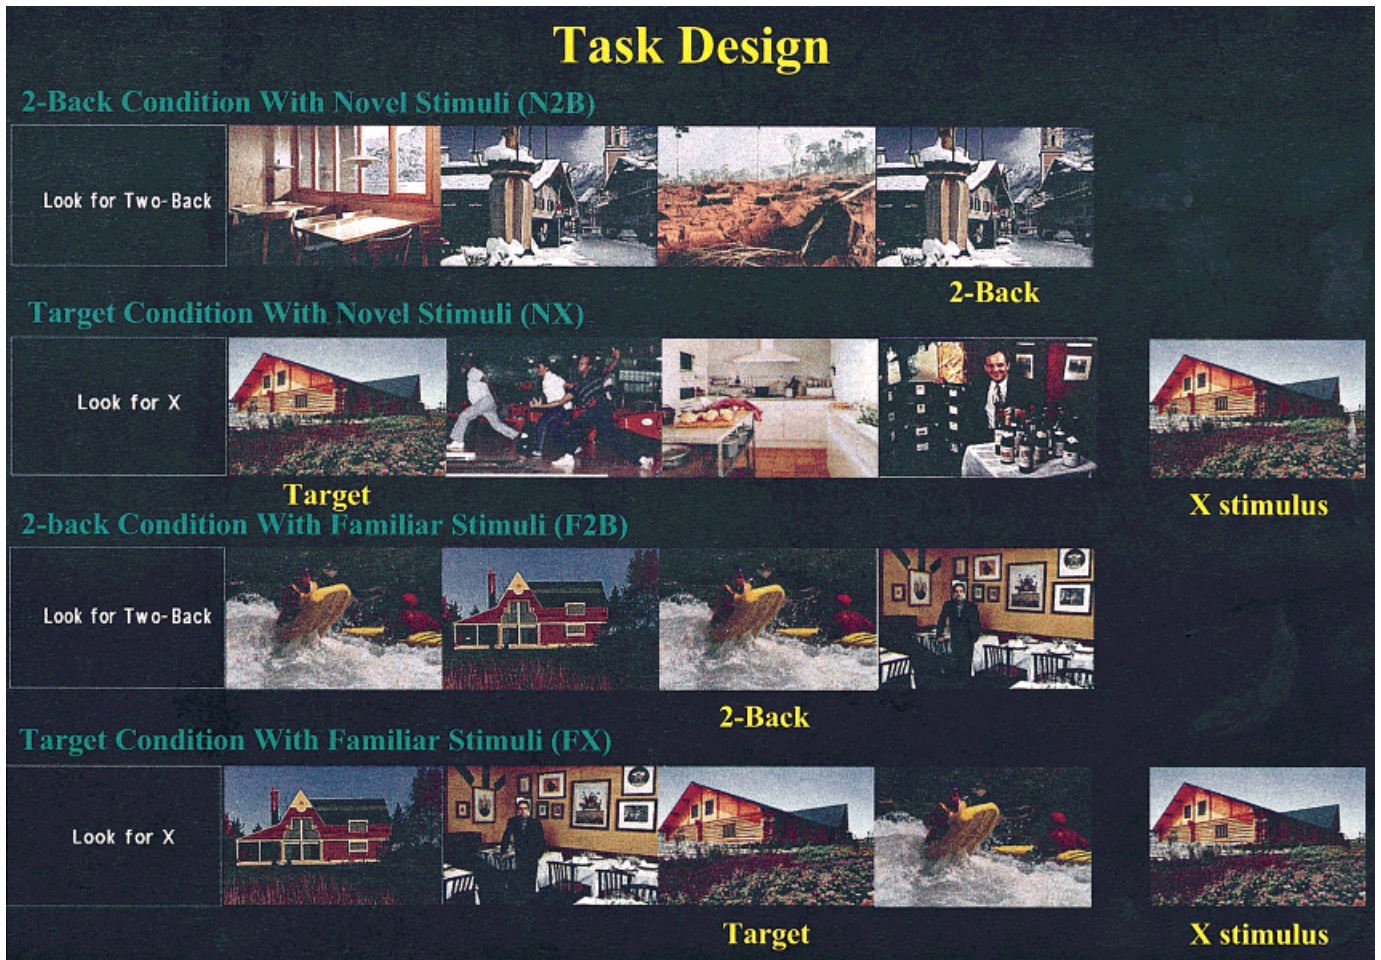 Task Design
2-Back Condition With Novel Stimuli (N2B)
Look for Two-Back
2-Back
Target Condition With Novel Stimuli (NX)
Look for X
Target
X stimulus
2-back Condition With Familiar Stimuli (F2B)
Look for Two-Back
2-Back
Target Condition With Familiar Stimuli (FX)
Look for X
Target
X stimulus